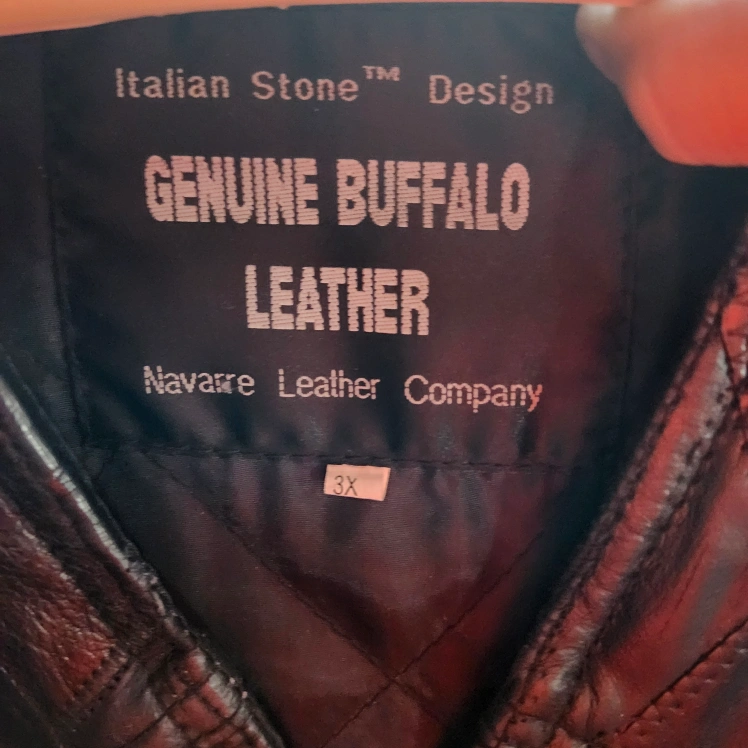 Italian Stone™ Design
GENUINE BUFFALO
LEATHER
Navarre Leather Company
3X